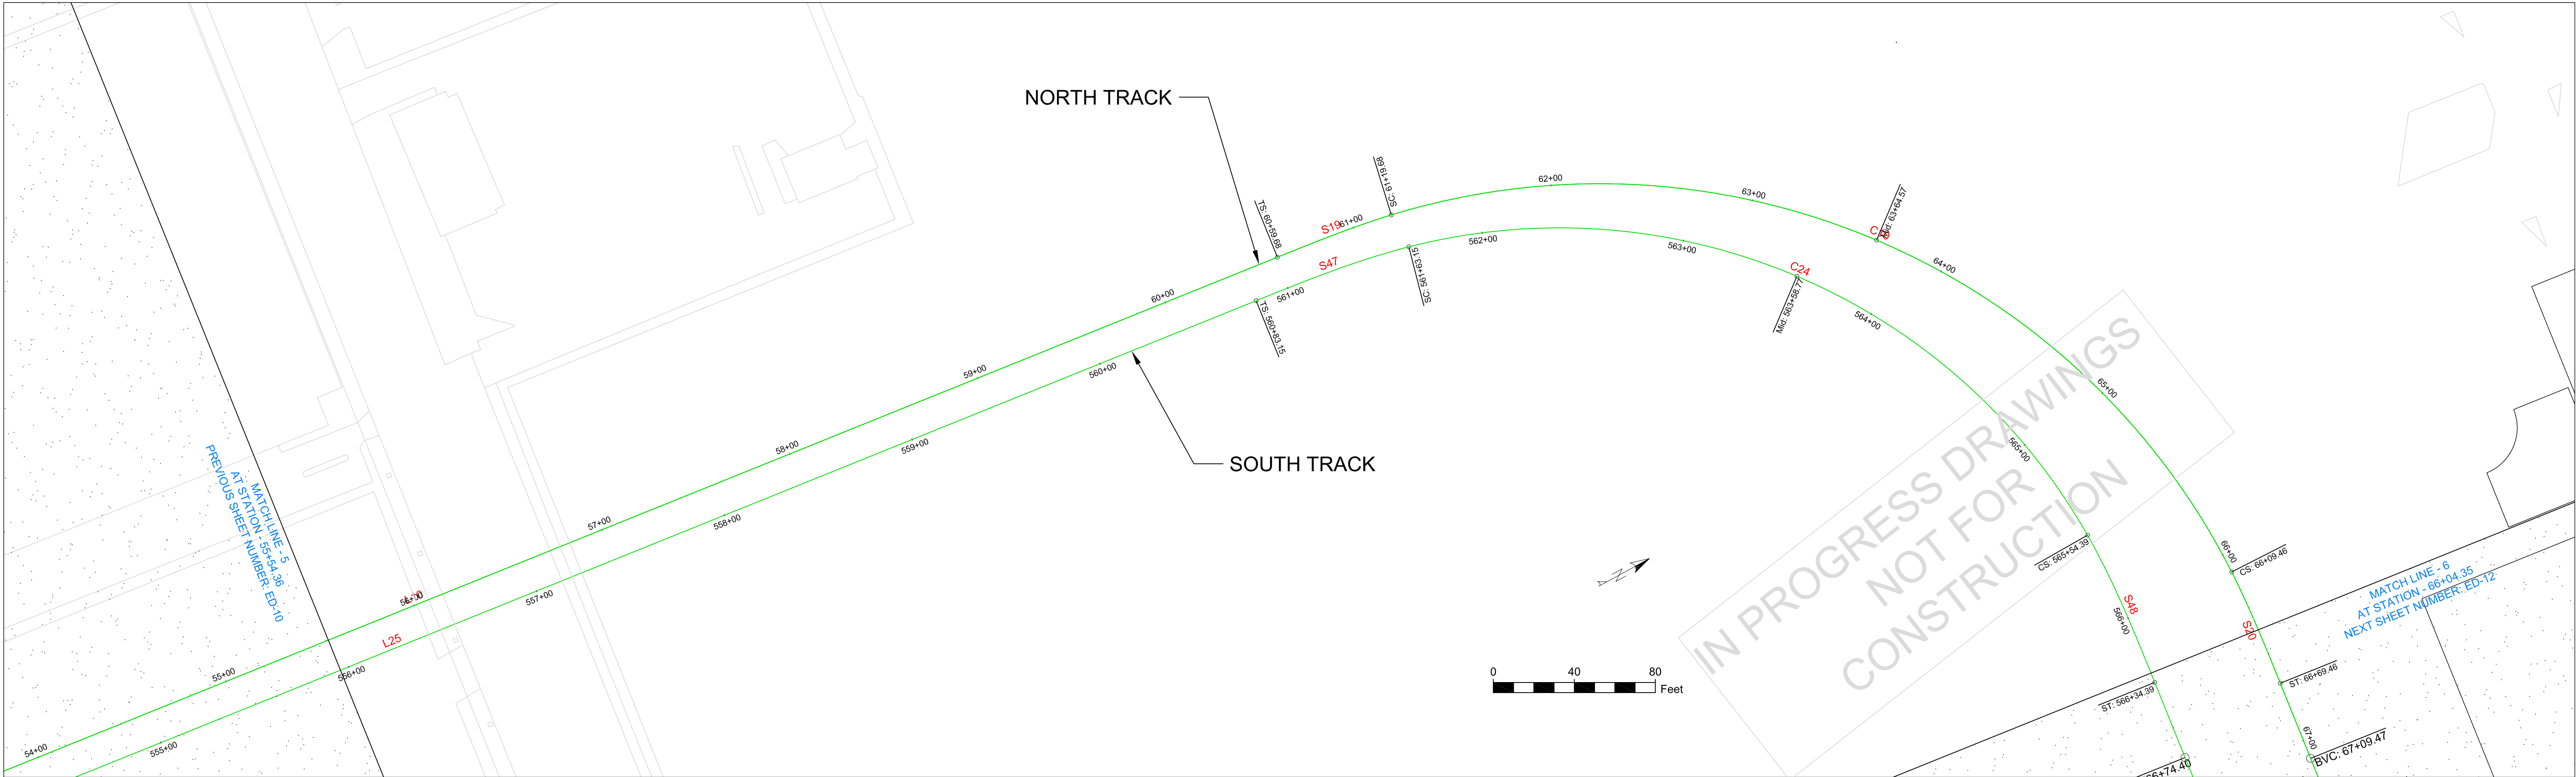 NORTH TRACK
SOUTH TRACK
TS: 60+59.68
S19
61+00
SC: 61+19.68
62+00
63+00
Mid: 63+64.57
64+00
65+00
66+00
CS: 66+09.46
S20
ST: 66+69.46
67+00
BVC: 67+09.47
60+00
59+00
58+00
57+00
56+00
55+00
54+00
TS: 560+83.15
S47
561+00
SC: 561+63.15
562+00
563+00
C24
Mid: 563+58.77
564+00
565+00
CS: 565+54.39
S48
566+00
ST: 566+34.39
66+74.40
560+00
559+00
558+00
557+00
L25
556+00
555+00
MATCH LINE - 5
AT STATION - 55+54.36
PREVIOUS SHEET NUMBER: ED-10
MATCH LINE - 6
AT STATION - 66+04.35
NEXT SHEET NUMBER: ED-12
N
0 40 80
Feet
IN PROGRESS DRAWINGS
NOT FOR
CONSTRUCTION